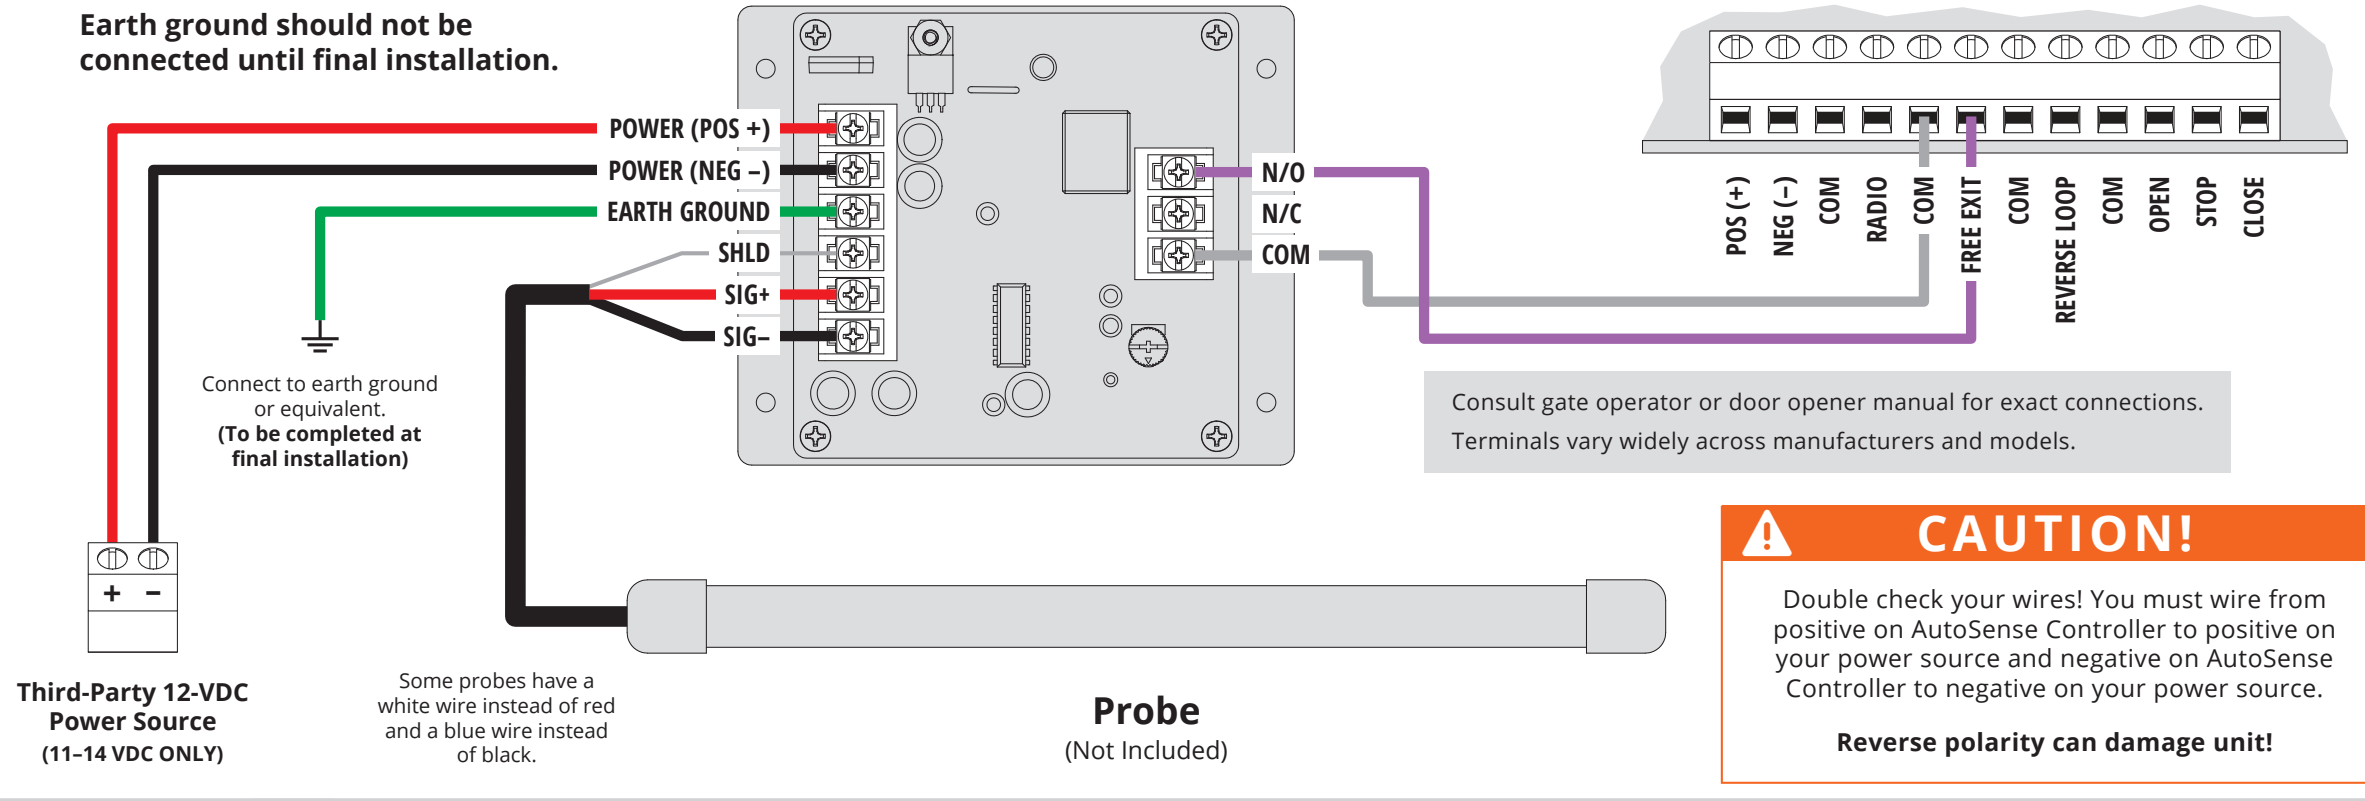 Earth ground should not be
connected until final installation.
POWER (POS +)
POWER (NEG –)
EARTH GROUND
SHLD
SIG+
SIG–
N/O
N/C
COM
POS (+)
NEG (–)
COM
RADIO
COM
FREE EXIT
COM
REVERSE LOOP
COM
OPEN
STOP
CLOSE
Connect to earth ground
or equivalent.
(To be completed at
final installation)
Consult gate operator or door opener manual for exact connections.
Terminals vary widely across manufacturers and models.
+ –
Third-Party 12-VDC
Power Source
(11–14 VDC ONLY)
Some probes have a
white wire instead of red
and a blue wire instead
of black.
Probe
(Not Included)
CAUTION!
Double check your wires! You must wire from
positive on AutoSense Controller to positive on
your power source and negative on AutoSense
Controller to negative on your power source.
Reverse polarity can damage unit!